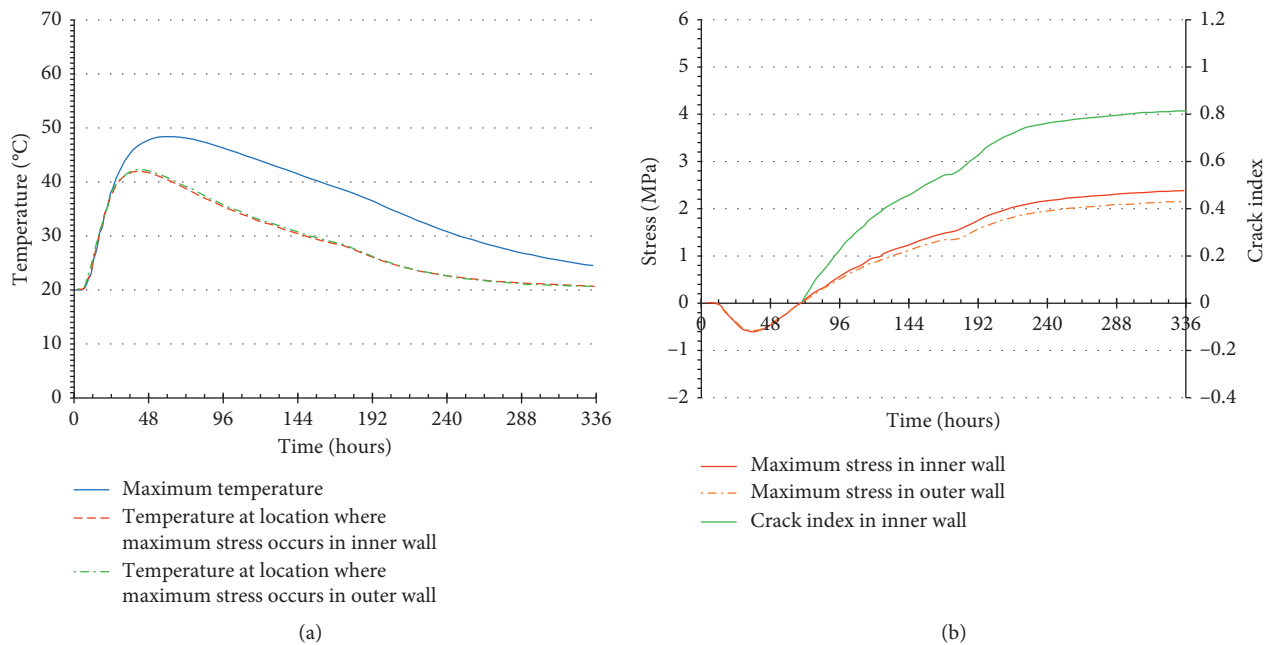 70
60
50
40
30
20
10
0
Temperature (°C)
0 48 96 144 192 240 288 336
Time (hours)
Maximum temperature
Temperature at location where
maximum stress occurs in inner wall
Temperature at location where
maximum stress occurs in outer wall
(a)
6
5
4
3
2
1
0
−1
−2
Stress (MPa)
0 48 96 144 192 240 288 336
1.2
1
0.8
0.6
0.4
0.2
0
−0.2
−0.4
Crack index
Time (hours)
Maximum stress in inner wall
Maximum stress in outer wall
Crack index in inner wall
(b)